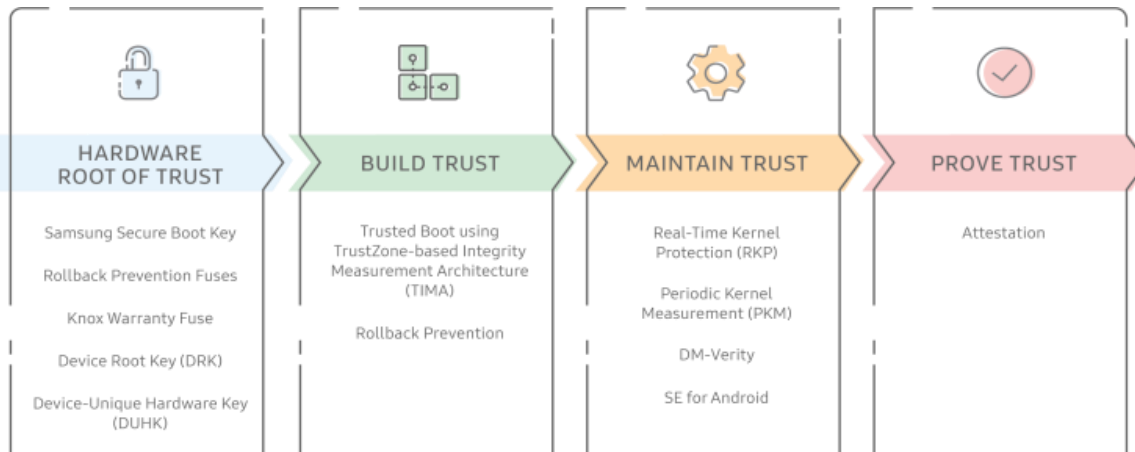 HARDWARE
ROOT OF TRUST
Samsung Secure Boot Key
Rollback Prevention Fuses
Knox Warranty Fuse
Device Root Key (DRK)
Device-Unique Hardware Key
(DUHK)
BUILD TRUST
Trusted Boot using
TrustZone-based Integrity
Measurement Architecture
(TIMA)
Rollback Prevention
MAINTAIN TRUST
Real-Time Kernel
Protection (RKP)
Periodic Kernel
Measurement (PKM)
DM-Verity
SE for Android
PROVE TRUST
Attestation